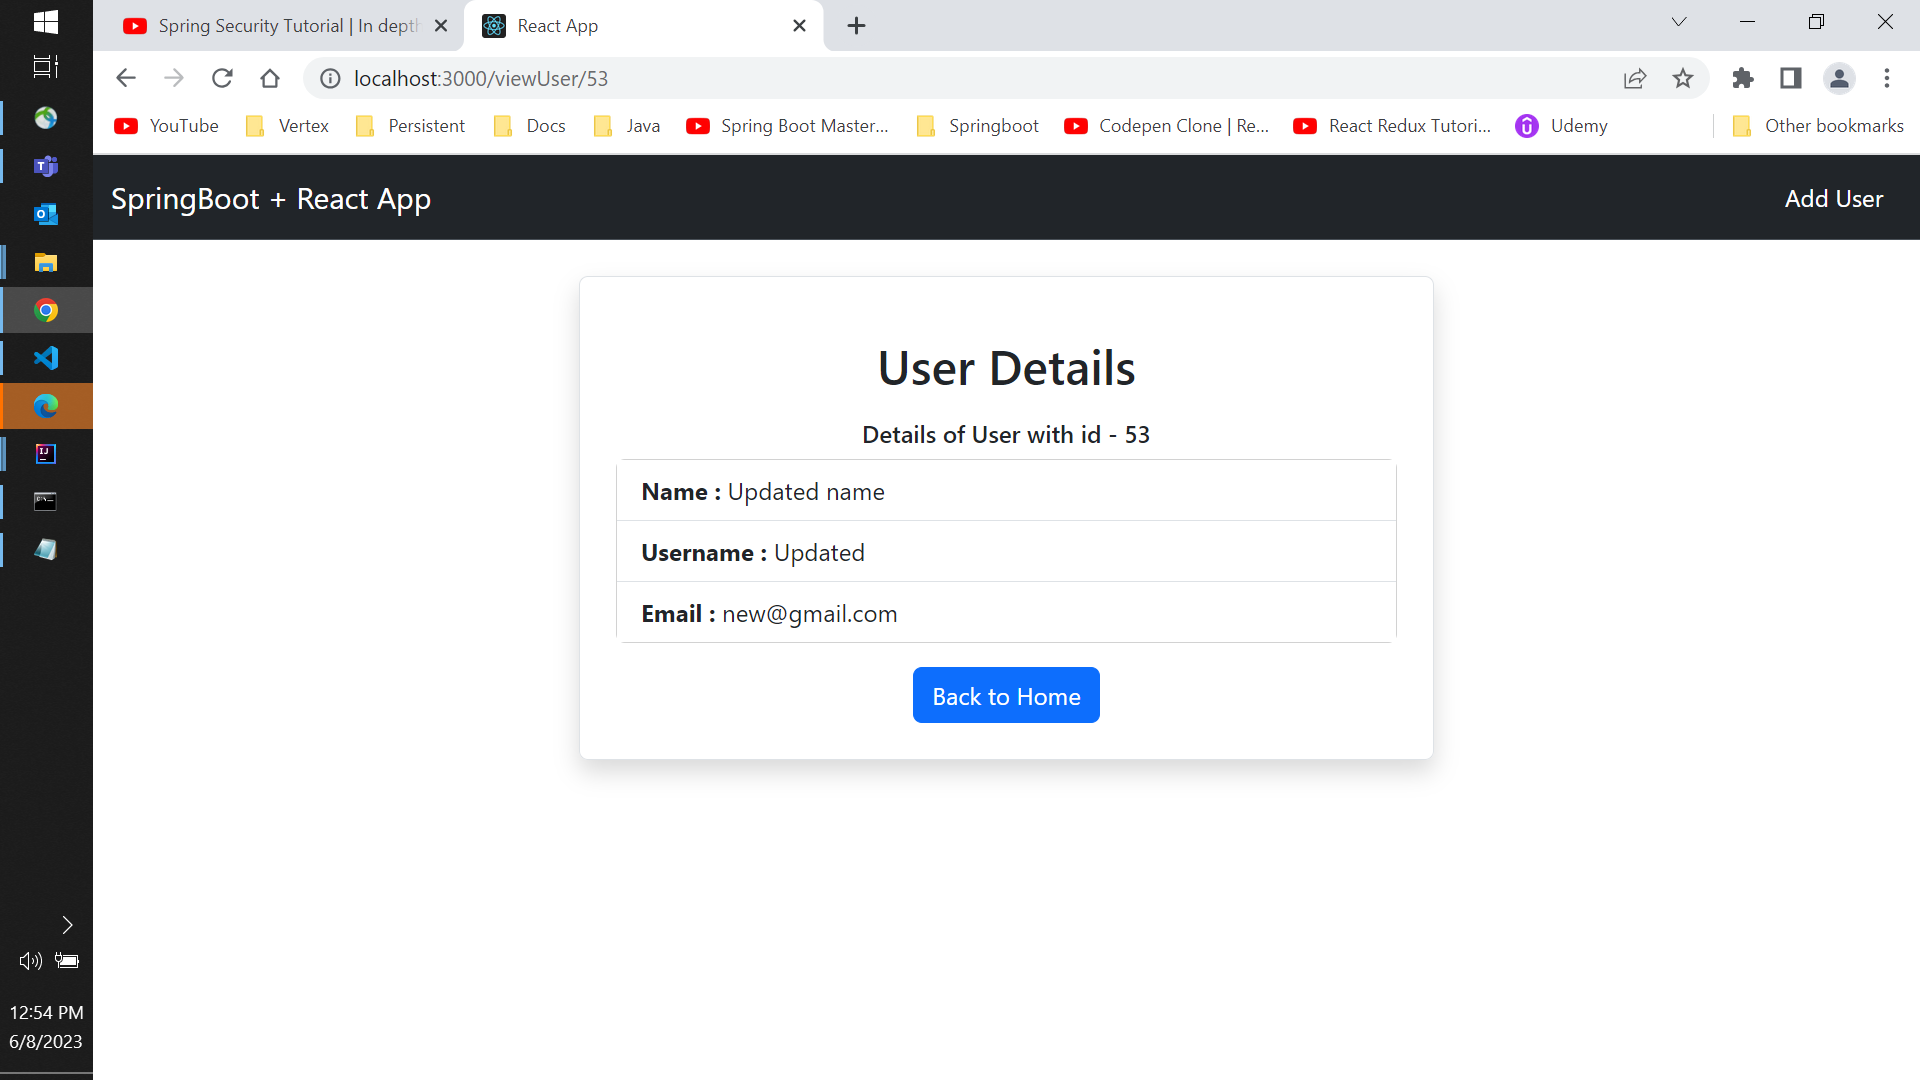 Spring Security Tutorial | In depth
React App
localhost:3000/viewUser/53
YouTube
Vertex
Persistent
Docs
Java
Spring Boot Master...
Springboot
Codepen Clone | Re...
React Redux Tutori...
Udemy
Other bookmarks
SpringBoot + React App
Add User
User Details
Details of User with id - 53
Name : Updated name
Username : Updated
Email : new@gmail.com
Back to Home
12:54 PM
6/8/2023